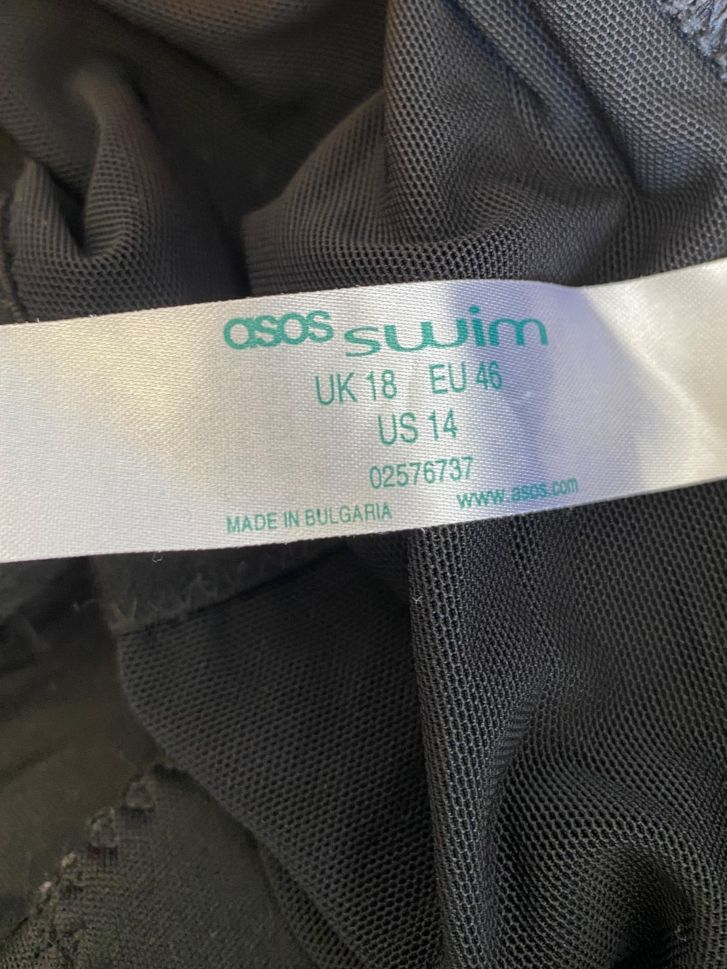 asos swim
UK 18 EU 46
US 14
02576737
MADE IN BULGARIA www.asos.com